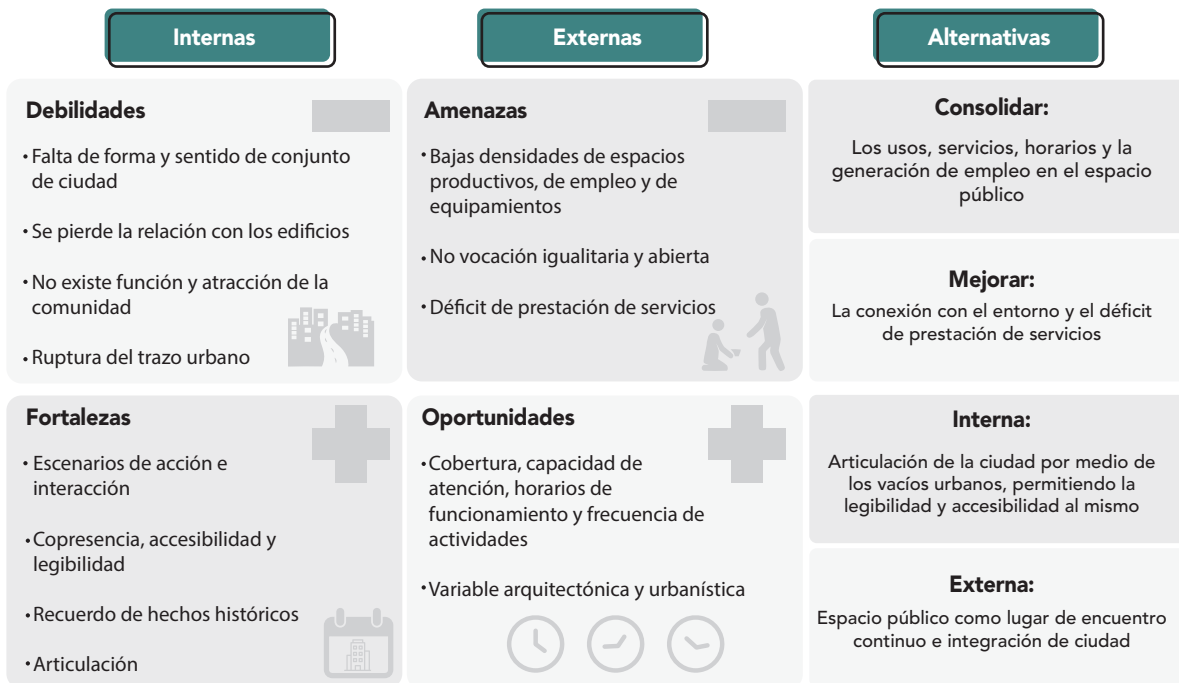 Internas
Externas
Alternativas
Debilidades
• Falta de forma y sentido de conjunto
de ciudad
• Se pierde la relación con los edificios
• No existe función y atracción de la
comunidad
• Ruptura del trazo urbano
Amenazas
• Bajas densidades de espacios
productivos, de empleo y de
equipamientos
• No vocación igualitaria y abierta
• Déficit de prestación de servicios
Consolidar:
Los usos, servicios, horarios y la
generación de empleo en el espacio
público
Mejorar:
La conexión con el entorno y el déficit
de prestación de servicios
Fortalezas
• Escenarios de acción e
interacción
• Copresencia, accesibilidad y
legibilidad
• Recuerdo de hechos históricos
• Articulación
Oportunidades
• Cobertura, capacidad de
atención, horarios de
funcionamiento y frecuencia de
actividades
• Variable arquitectónica y urbanística
Interna:
Articulación de la ciudad por medio de
los vacíos urbanos, permitiendo la
legibilidad y accesibilidad al mismo
Externa:
Espacio público como lugar de encuentro
continuo e integración de ciudad